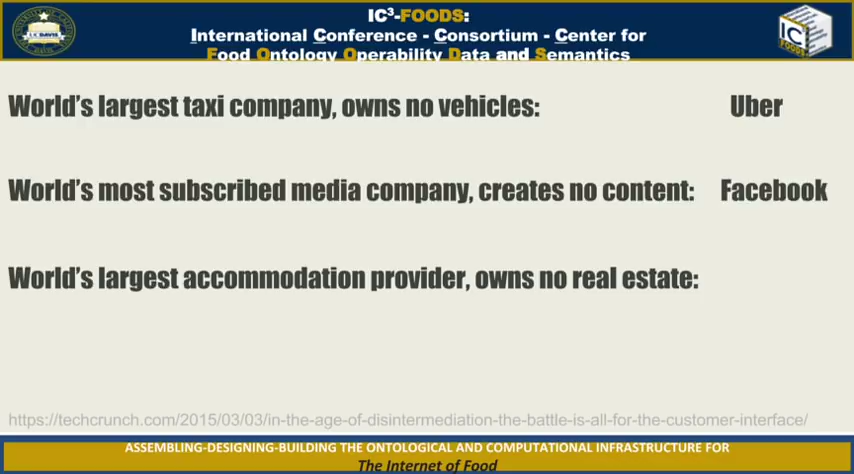 IC³-FOODS:
International Conference - Consortium - Center for
Food Ontology Operability Data and Semantics
World's largest taxi company, owns no vehicles: Uber
World's most subscribed media company, creates no content: Facebook
World's largest accommodation provider, owns no real estate:
https://techcrunch.com/2015/03/03/in-the-age-of-disintermediation-the-battle-is-all-for-the-customer-interface/
ASSEMBLING-DESIGNING-BUILDING THE ONTOLOGICAL AND COMPUTATIONAL INFRASTRUCTURE FOR
The Internet of Food